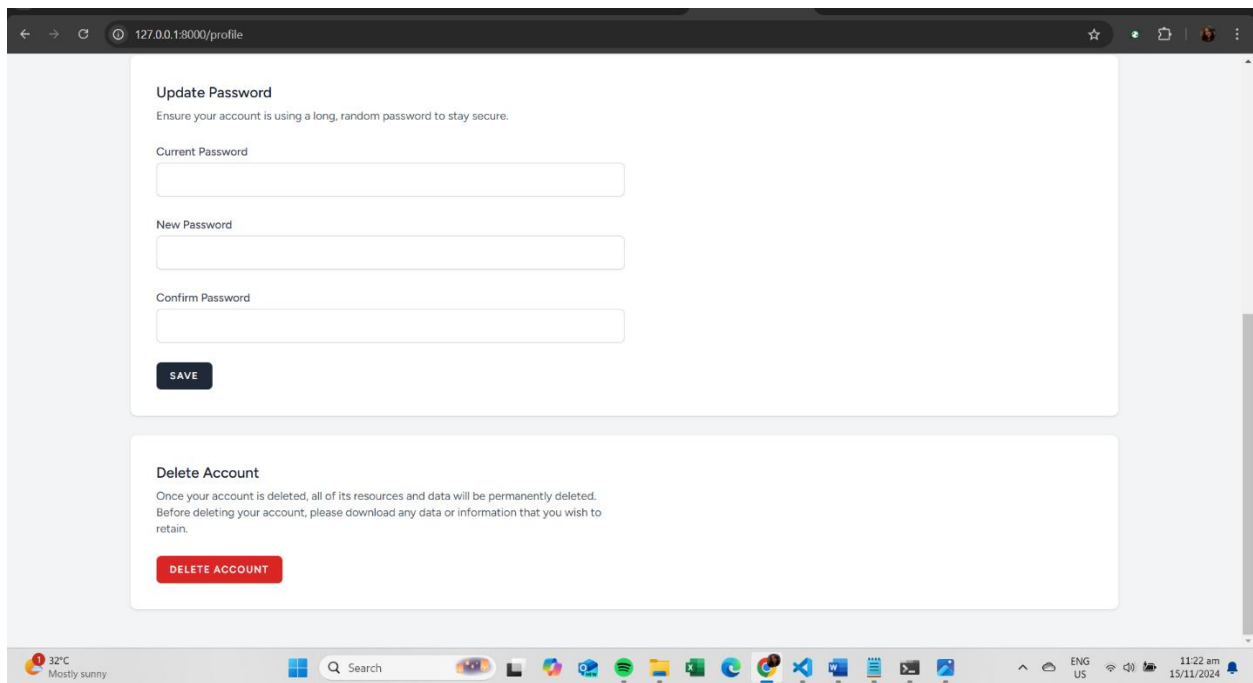 127.0.0.1:8000/profile
Update Password
Ensure your account is using a long, random password to stay secure.
Current Password
New Password
Confirm Password
SAVE
Delete Account
Once your account is deleted, all of its resources and data will be permanently deleted.
Before deleting your account, please download any data or information that you wish to
retain.
DELETE ACCOUNT
1
32°C
Mostly sunny
Search
ENG
US
11:22 am
15/11/2024